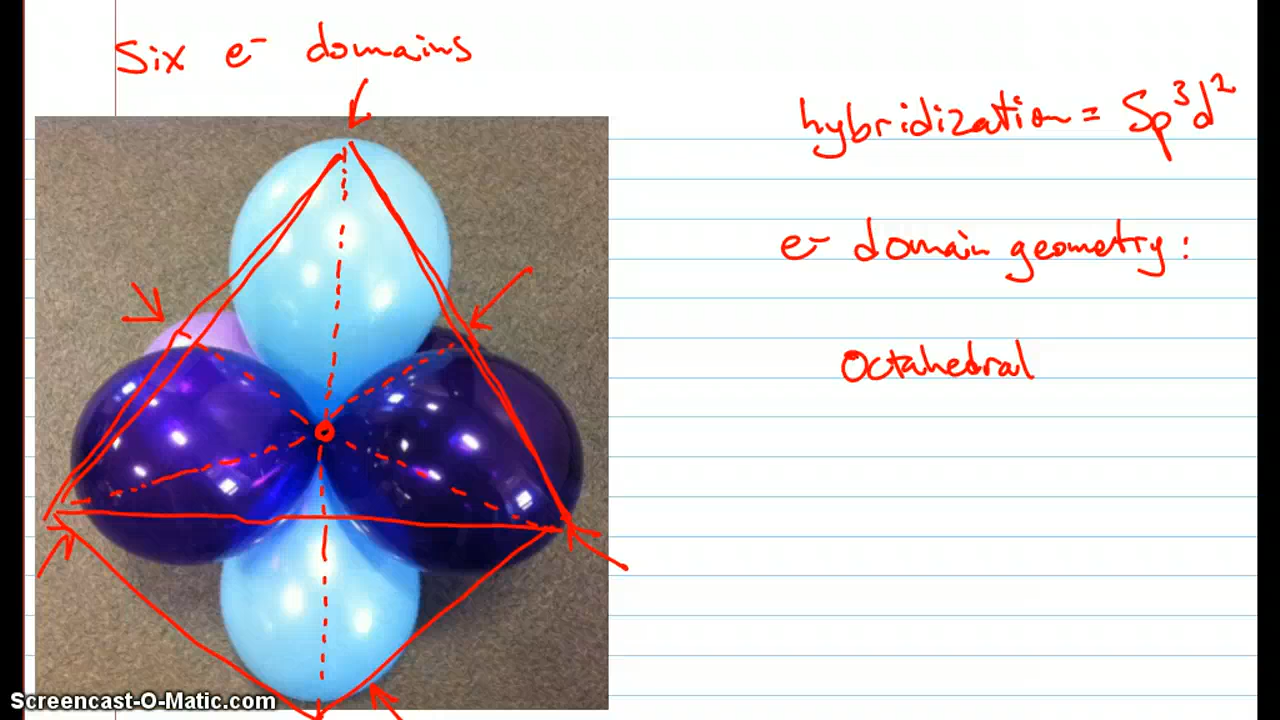 Six e⁻ domains
hybridization = Sp³d²
e⁻ domain geometry:
Octahedral
Screencast-O-Matic.com